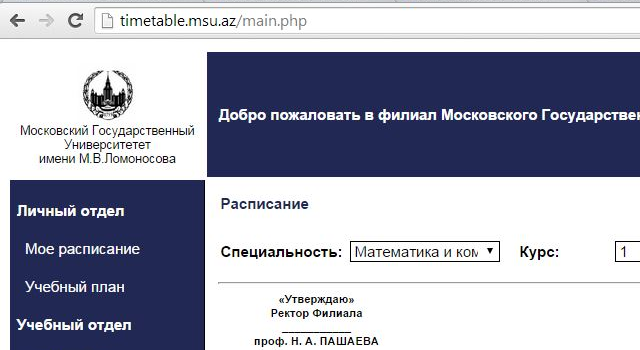 timetable.msu.az/main.php
Московский Государственный
Университетет
имени М.В.Ломоносова
Добро пожаловать в филиал Московского
Личный отдел
Мое расписание
Учебный план
Учебный отдел
Расписание
Специальность: Математика и ком Курс: 1
«Утверждаю»
Ректор Филиала
проф. Н. А. ПАШАЕВА